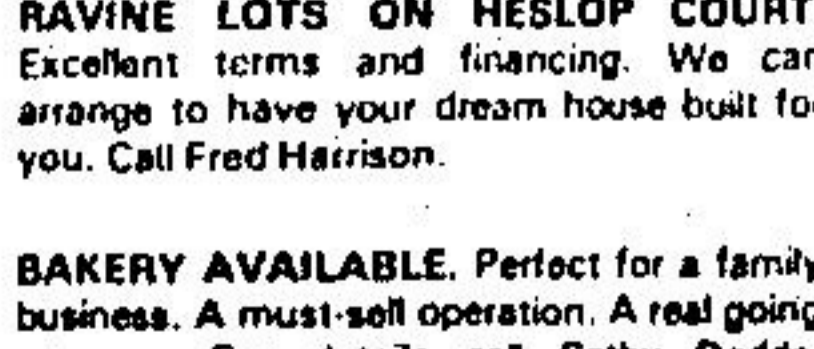 RAVINE LOTS ON HESLOP COURT
Excellent terms and financing. We can
arrange to have your dream house built fo
you. Call Fred Harrison.
BAKERY AVAILABLE. Perfect for a family
business. A must-sell operation. A real going